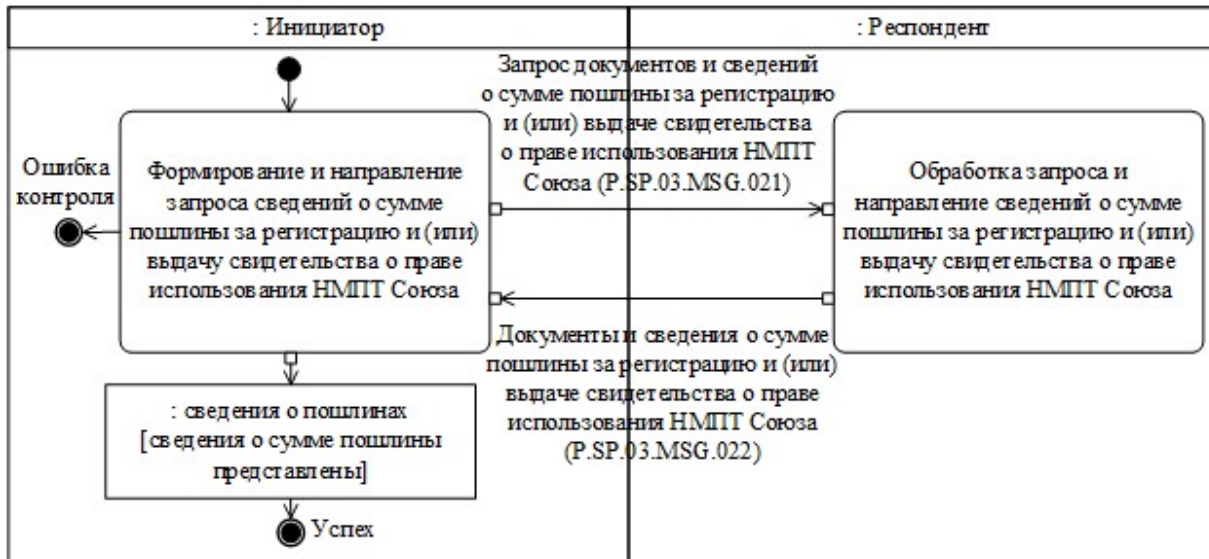 : Инициатор
: Респондент
Запрос документов и сведений
о сумме пошлины за регистрацию
и (или) выдаче свидетельства
о праве использования НМПТ
Союза (P.SP.03.MSG.021)
Ошибка
контроля
Формирование и направление
запроса сведений о сумме
пошлины за регистрацию и (или)
выдачу свидетельства о праве
использования НМПТ Союза
Обработка запроса и
направление сведений о сумме
пошлины за регистрацию и (или)
выдачу свидетельства о праве
использования НМПТ Союза
Документы и сведения о сумме
пошлины за регистрацию и (или)
выдаче свидетельства о праве
использования НМПТ Союза
(P.SP.03.MSG.022)
: сведения о пошлинах
[сведения о сумме пошлины
представлены]
Успех